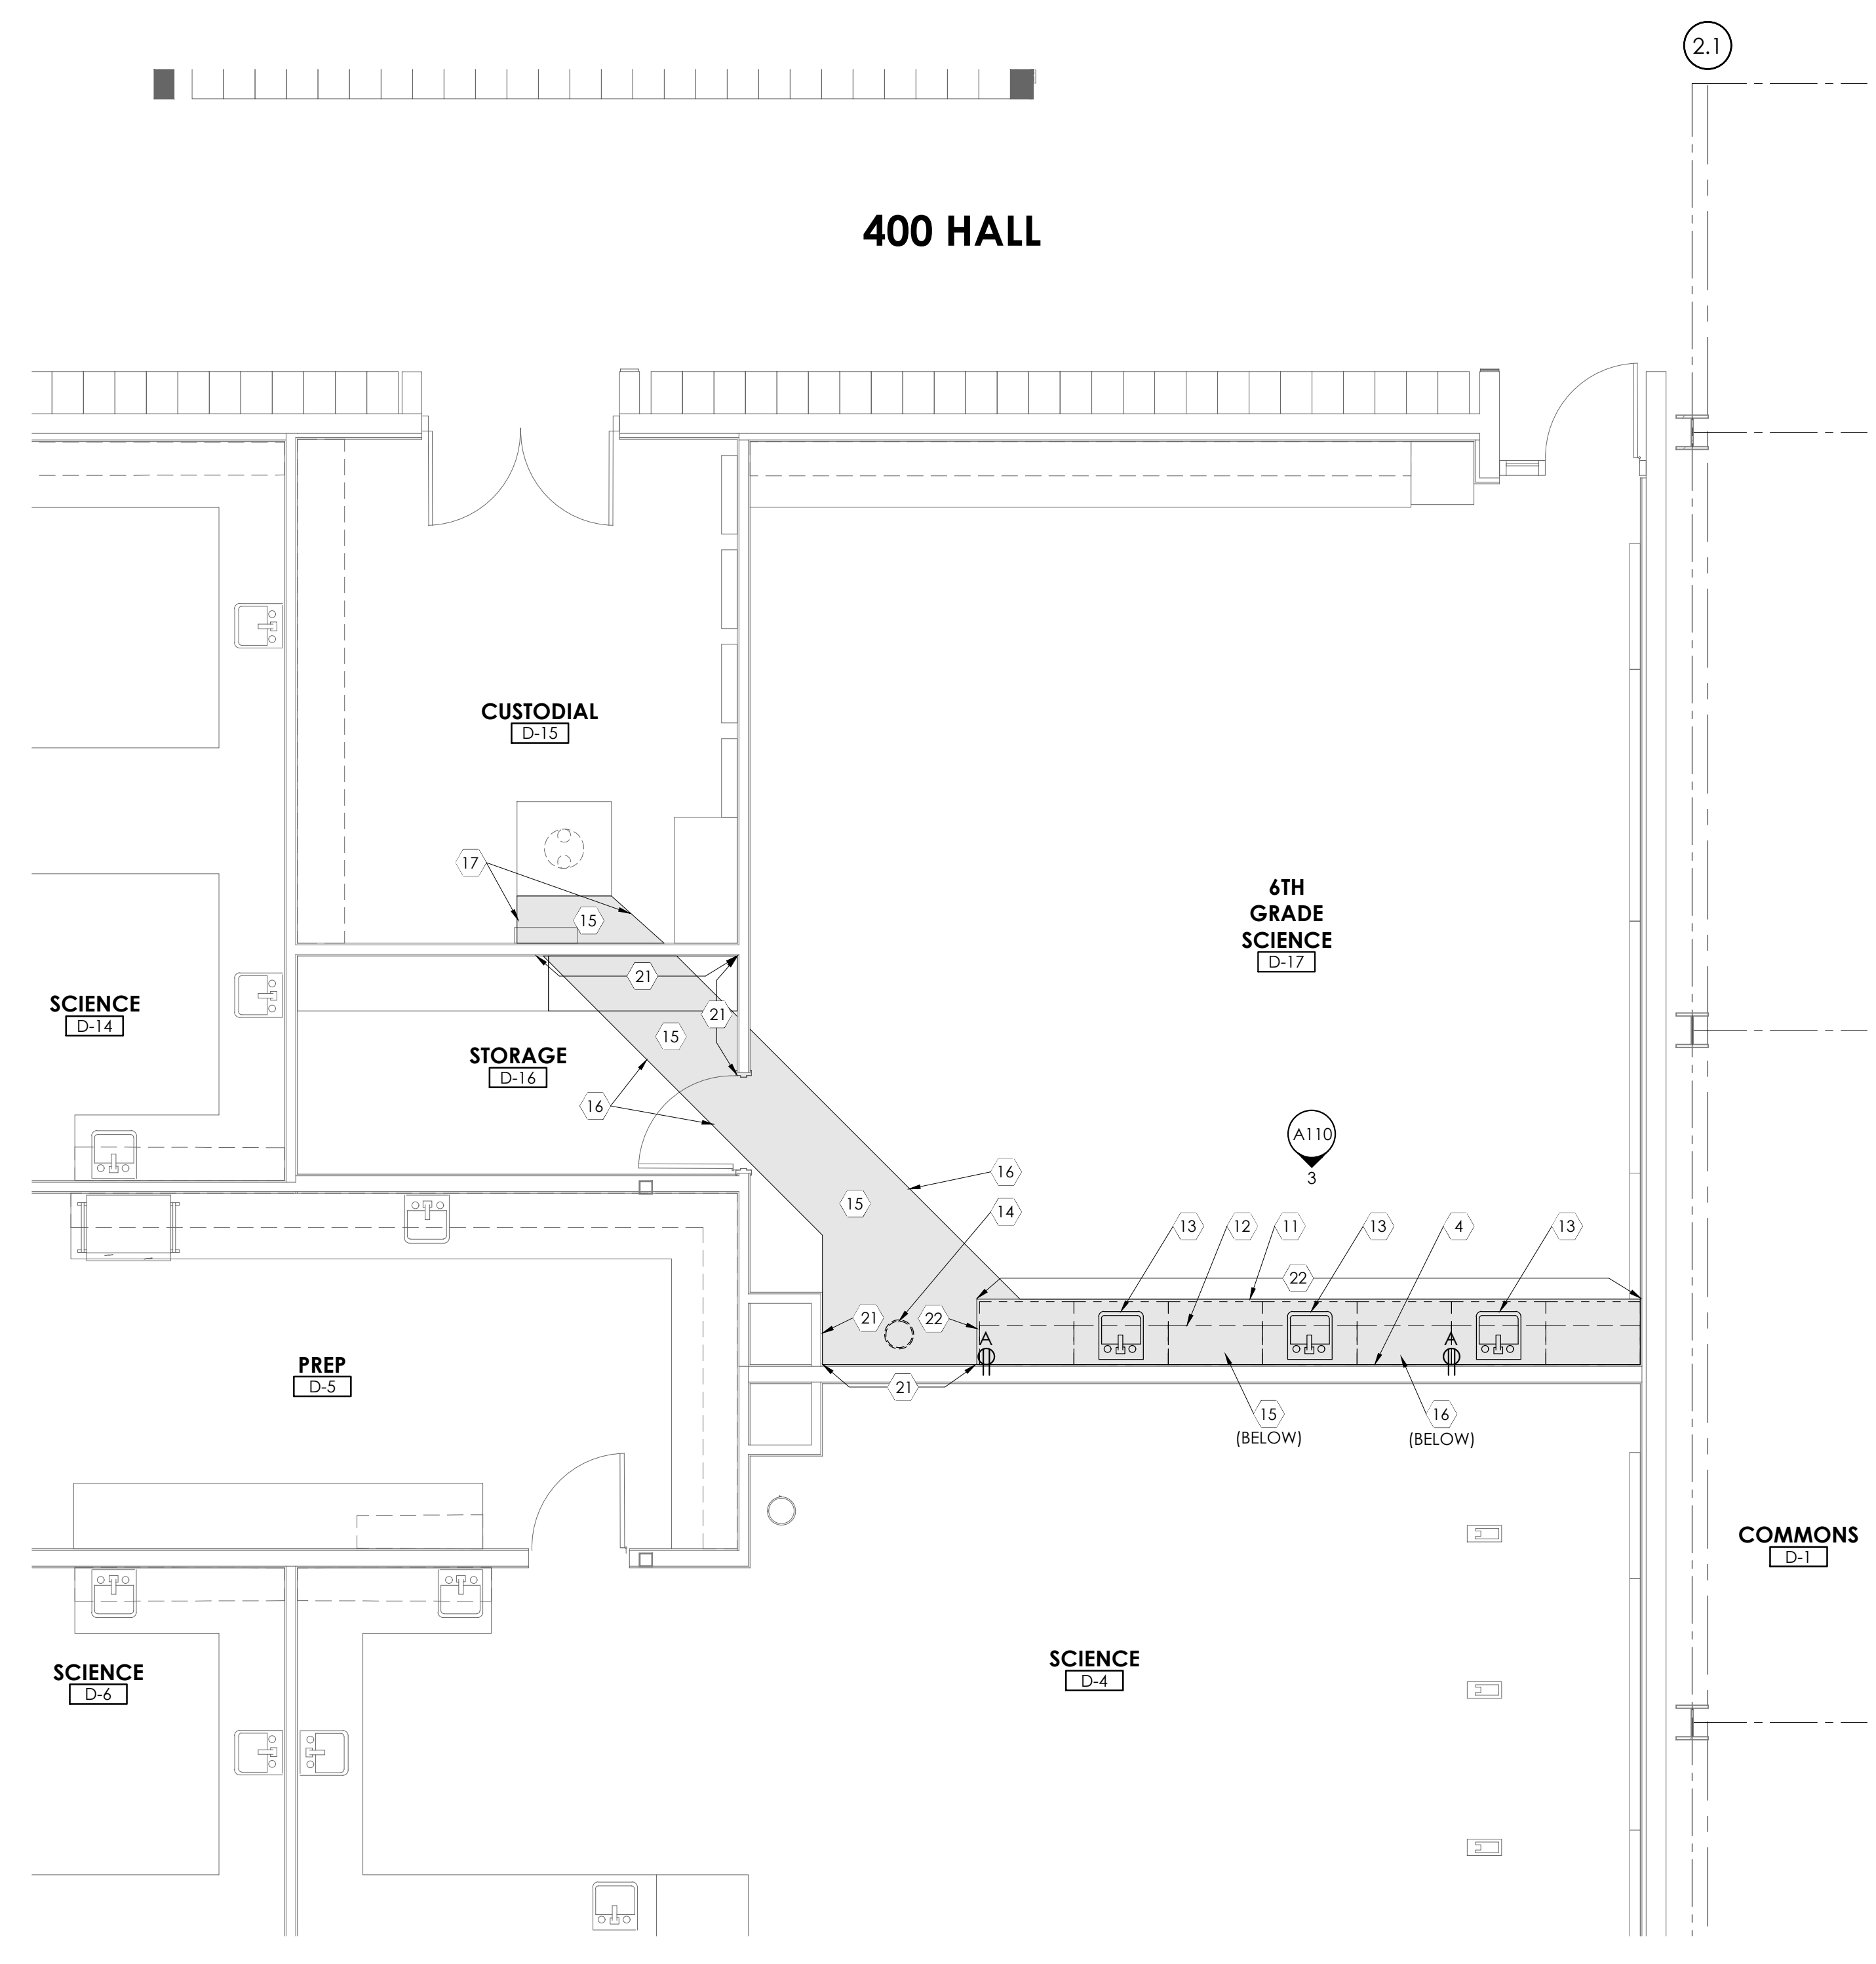 2.1
400 HALL
CUSTODIAL
D-15
17
15
6TH
GRADE
SCIENCE
D-17
21
SCIENCE
D-14
21
15
STORAGE
D-16
16
A110
3
16
15
14
13
12
11
13
4
13
22
21
22
A
A
PREP
D-5
21
15
(BELOW)
16
(BELOW)
COMMONS
D-1
SCIENCE
D-6
SCIENCE
D-4